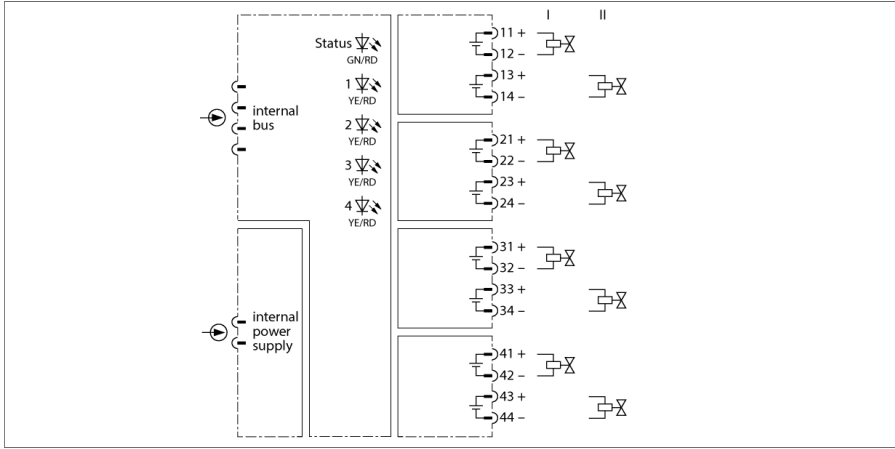 I II
Status
GN/RD
1
YE/RD
2
YE/RD
3
YE/RD
4
YE/RD
internal
bus
internal
power
supply
11 +
12 –
13 +
14 –
21 +
22 –
23 +
24 –
31 +
32 –
33 +
34 –
41 +
42 –
43 +
44 –